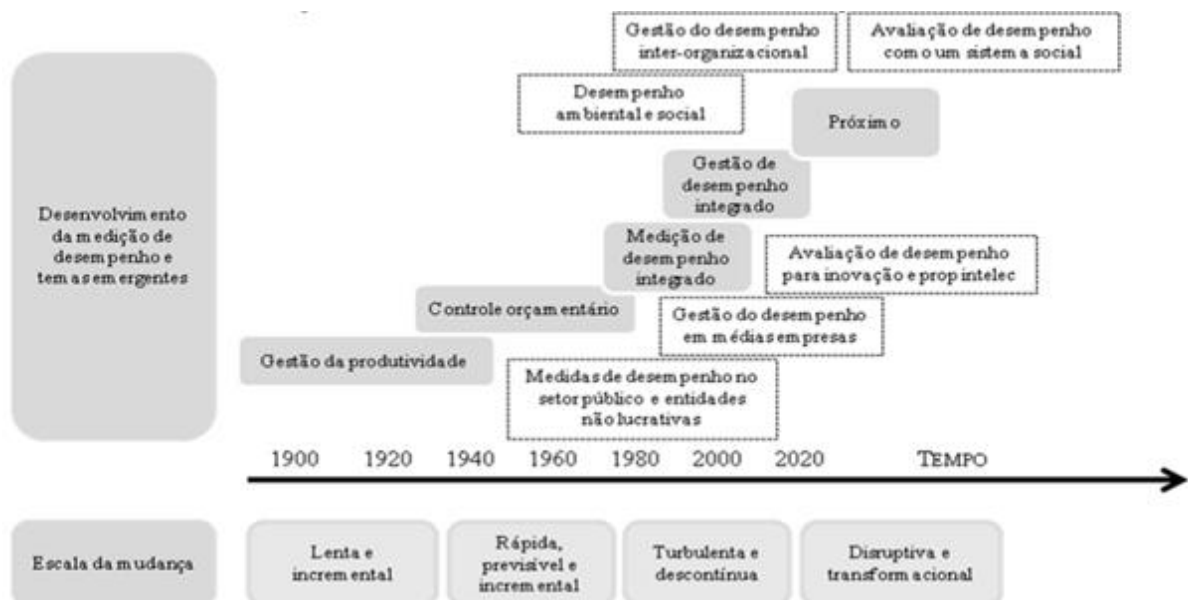 Gestão do desempenho
inter-organizacional
Avaliação de desempenho
como um sistema social
Desempenho
ambiental e social
Próximo
Gestão de
desempenho
integrado
Desenvolvimento
da medição de
desempenho e
temas emergentes
Medição de
desempenho
integrado
Avaliação de desempenho
para inovação e prop intelec
Controle orçamentário
Gestão do desempenho
em médias empresas
Gestão da produtividade
Medidas de desempenho no
setor público e entidades
não lucrativas
1900 1920 1940 1960 1980 2000 2020 TEMPO
Escala da mudança
Lenta e
incremental
Rápida,
previsível e
incremental
Turbulenta e
descontínua
Disruptiva e
transformacional